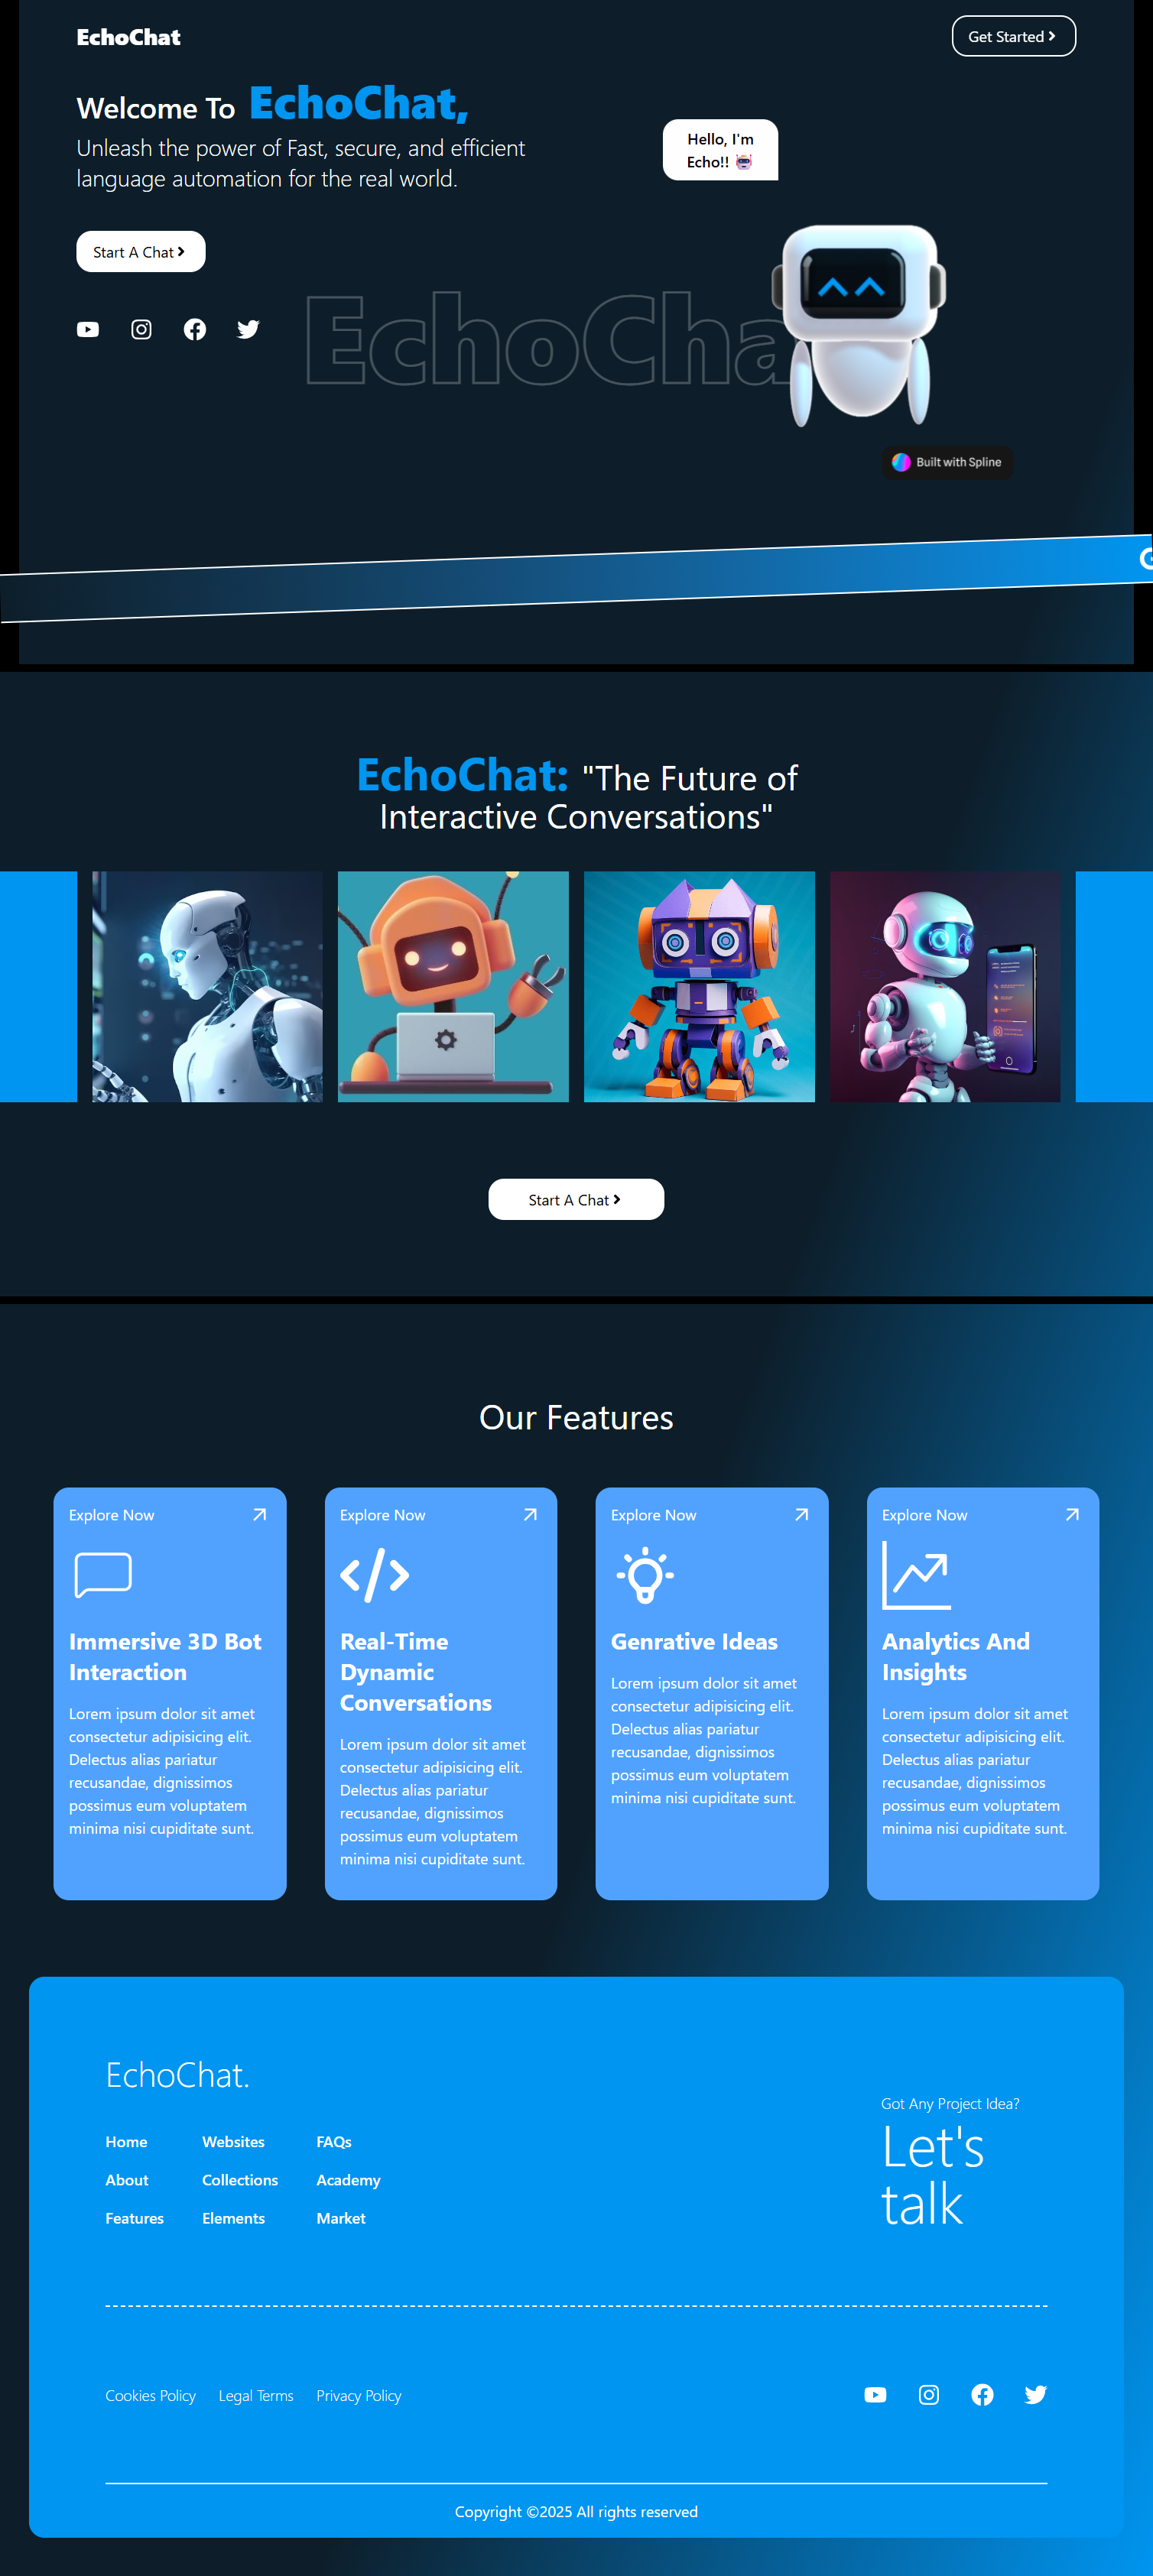 EchoChat
Get Started
Welcome To EchoChat,
Unleash the power of Fast, secure, and efficient
language automation for the real world.
Hello, I'm
Echo!!
Start A Chat
EchoCha
Built with Spline
EchoChat: "The Future of
Interactive Conversations"
Start A Chat
Our Features
Explore Now
Immersive 3D Bot
Interaction
Lorem ipsum dolor sit amet
consectetur adipisicing elit.
Delectus alias pariatur
recusandae, dignissimos
possimus eum voluptatem
minima nisi cupiditate sunt.
Explore Now
Real-Time
Dynamic
Conversations
Lorem ipsum dolor sit amet
consectetur adipisicing elit.
Delectus alias pariatur
recusandae, dignissimos
possimus eum voluptatem
minima nisi cupiditate sunt.
Explore Now
Genrative Ideas
Lorem ipsum dolor sit amet
consectetur adipisicing elit.
Delectus alias pariatur
recusandae, dignissimos
possimus eum voluptatem
minima nisi cupiditate sunt.
Explore Now
Analytics And
Insights
Lorem ipsum dolor sit amet
consectetur adipisicing elit.
Delectus alias pariatur
recusandae, dignissimos
possimus eum voluptatem
minima nisi cupiditate sunt.
EchoChat.
Home
About
Features
Websites
Collections
Elements
FAQs
Academy
Market
Got Any Project Idea?
Let's
talk
Cookies Policy
Legal Terms
Privacy Policy
Copyright ©2025 All rights reserved